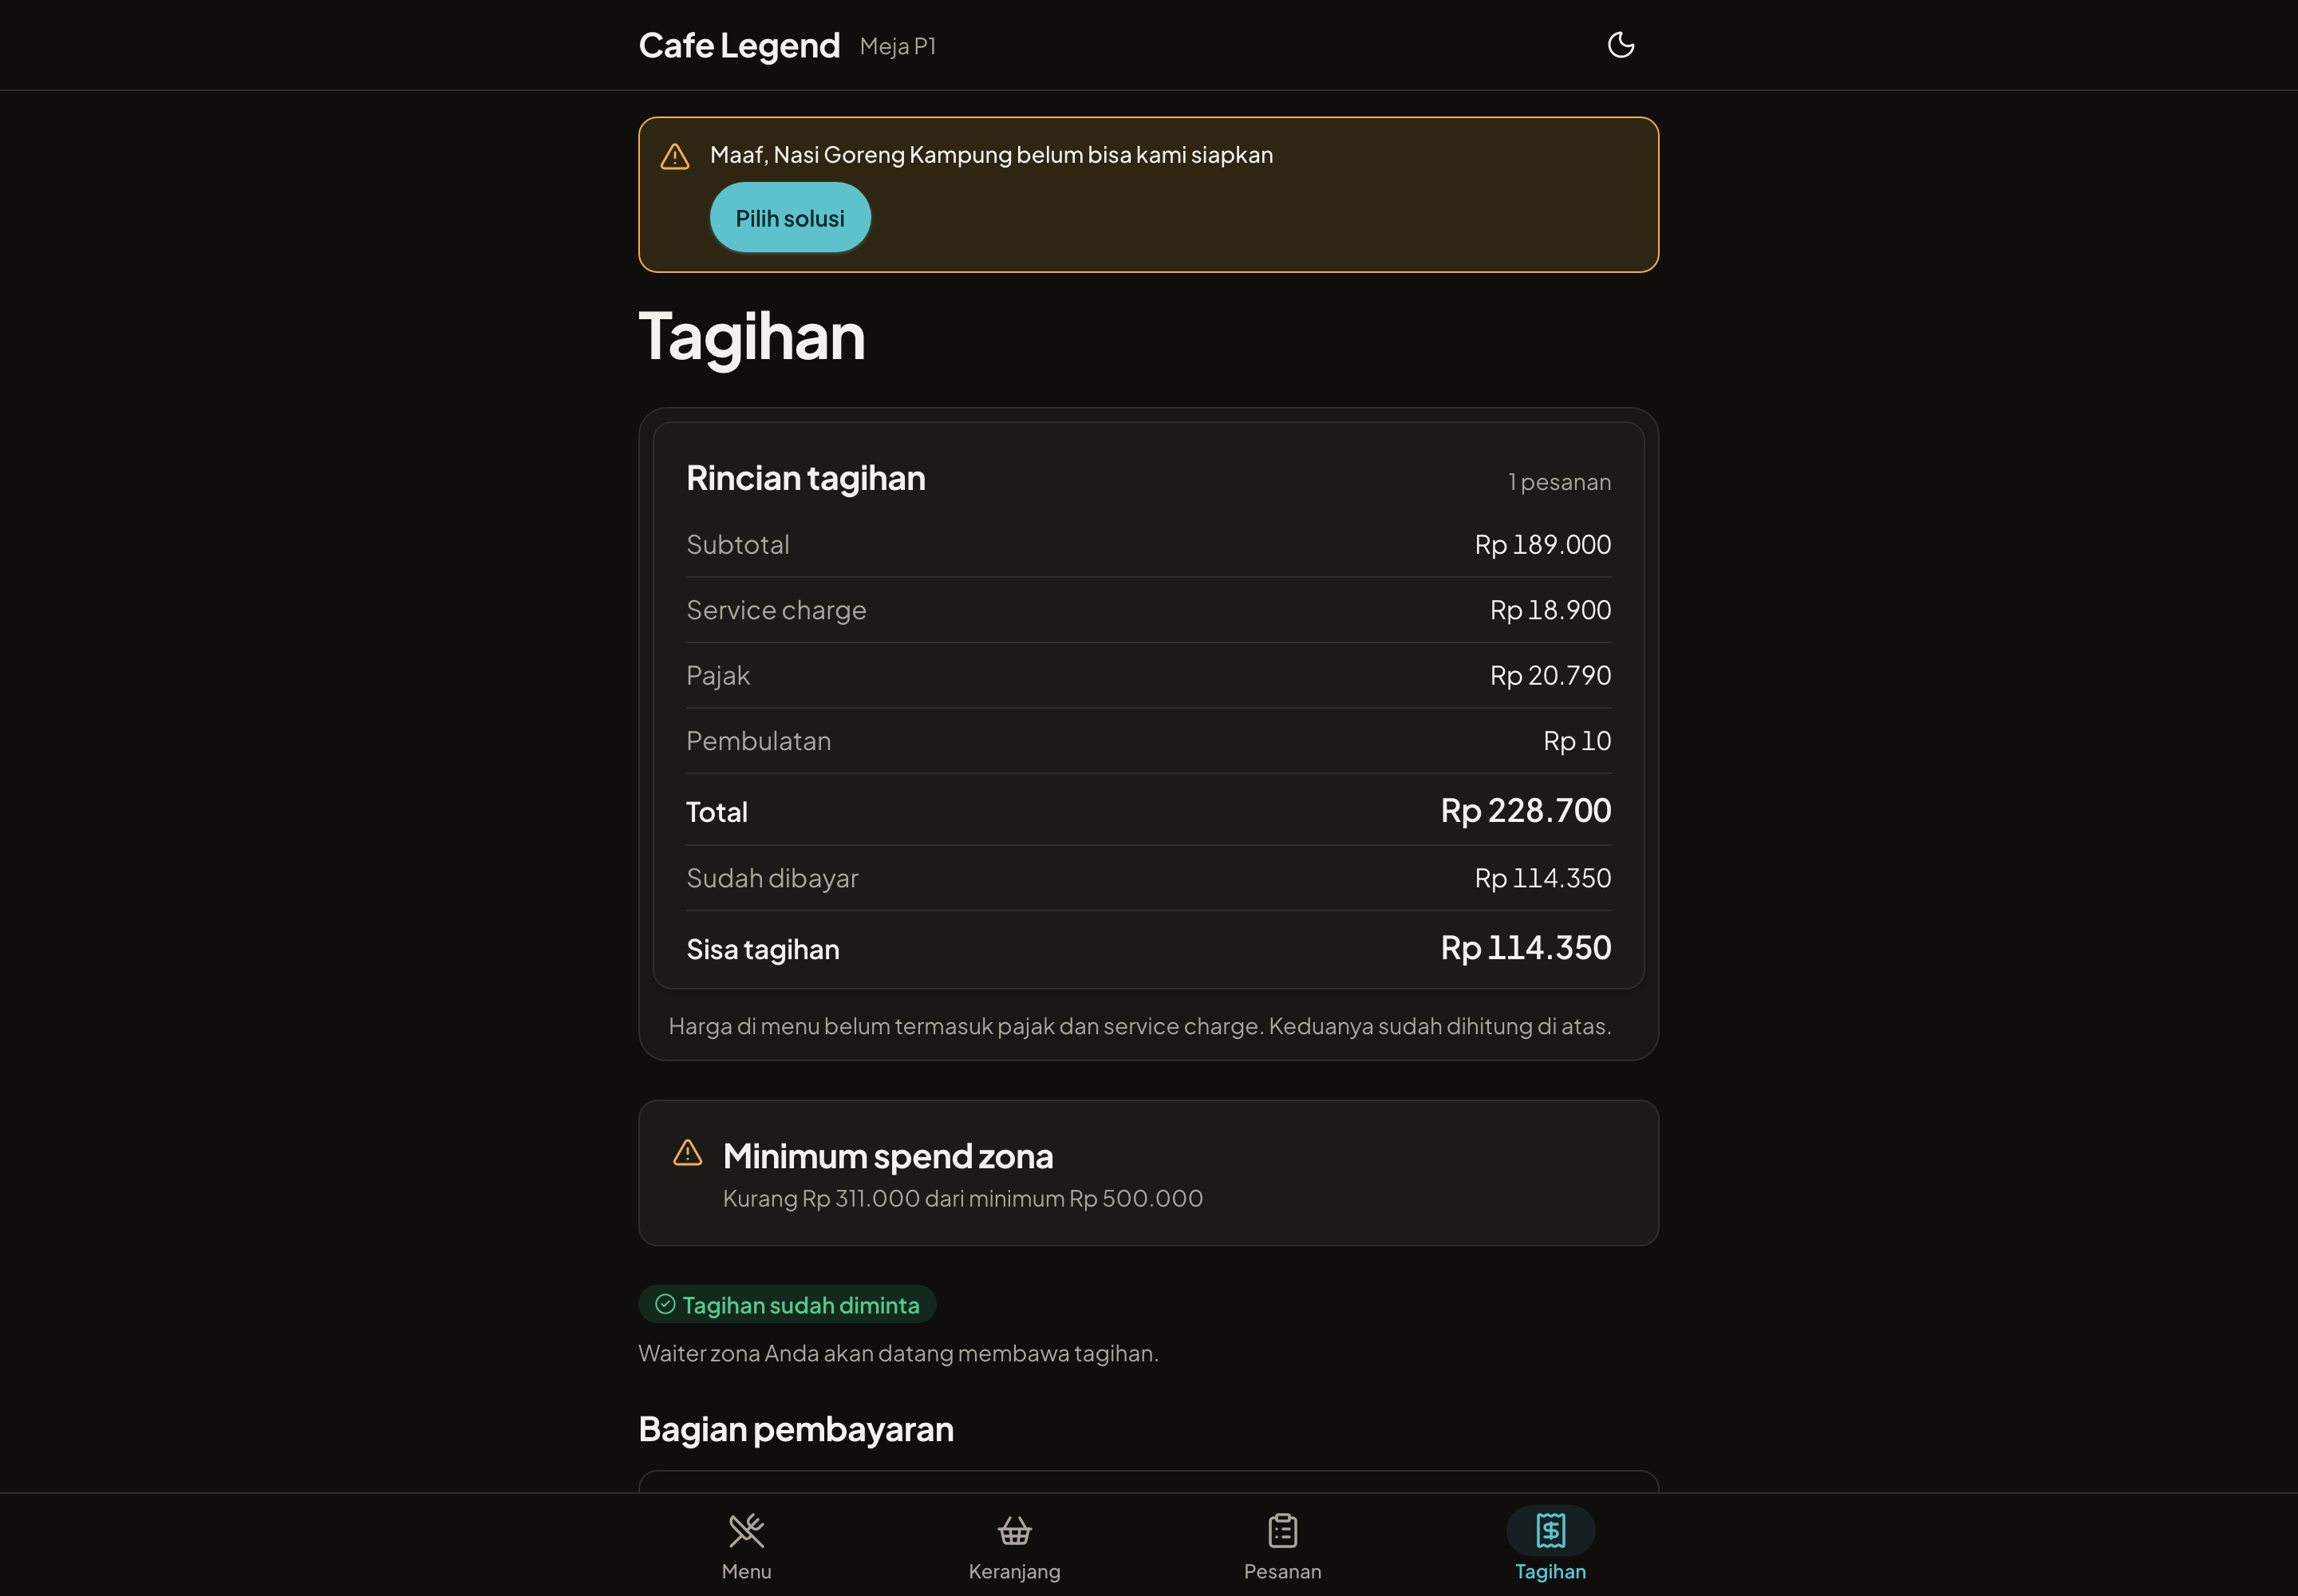 Cafe Legend Meja P1
Maaf, Nasi Goreng Kampung belum bisa kami siapkan
Pilih solusi
Tagihan
Rincian tagihan 1 pesanan
Subtotal Rp 189.000
Service charge Rp 18.900
Pajak Rp 20.790
Pembulatan Rp 10
Total Rp 228.700
Sudah dibayar Rp 114.350
Sisa tagihan Rp 114.350
Harga di menu belum termasuk pajak dan service charge. Keduanya sudah dihitung di atas.
Minimum spend zona
Kurang Rp 311.000 dari minimum Rp 500.000
Tagihan sudah diminta
Waiter zona Anda akan datang membawa tagihan.
Bagian pembayaran
Menu Keranjang Pesanan Tagihan